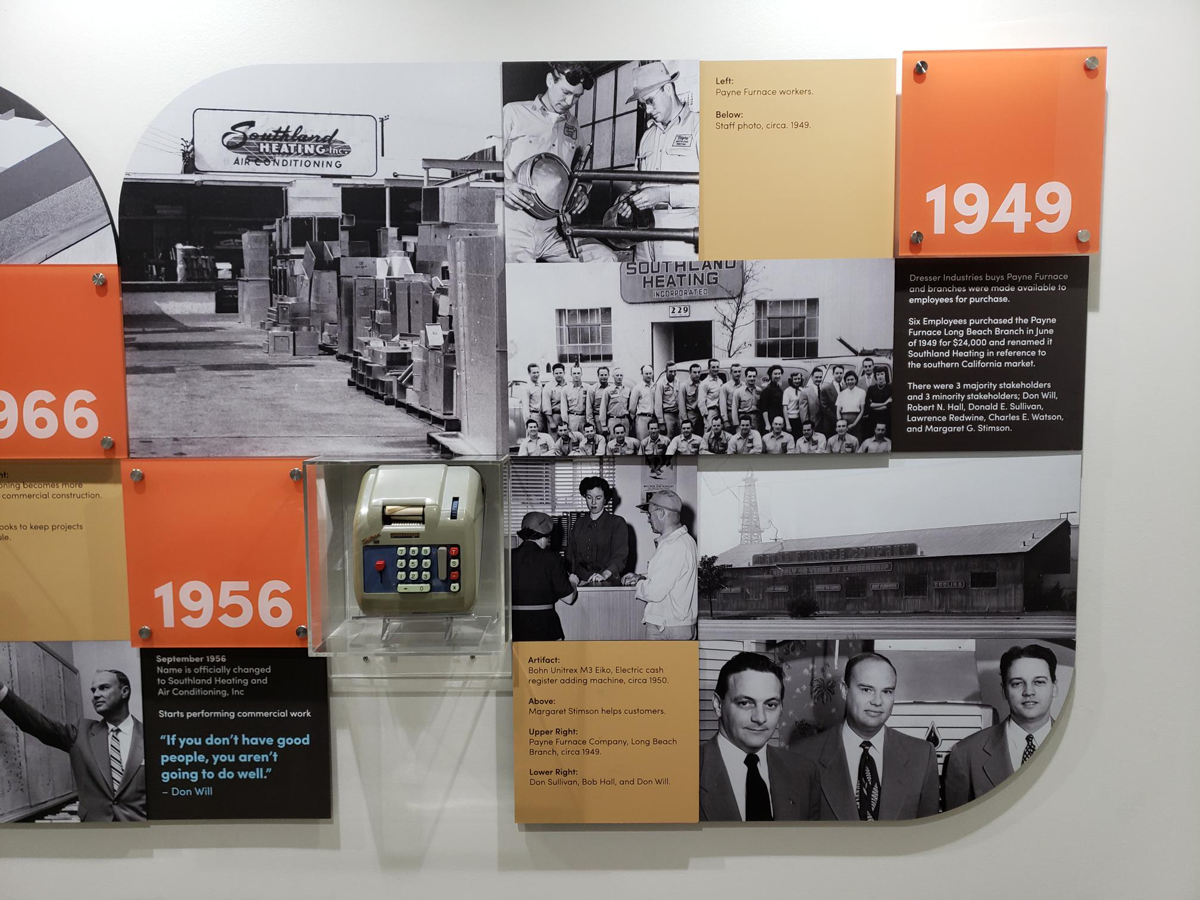 Southland
HEATING Inc.
AIR CONDITIONING
Left:
Payne Furnace workers.
Below:
Staff photo, circa. 1949.
1949
SOUTHLAND
HEATING
INCORPORATED
229
Dresser Industries buys Payne Furnace
and branches were made available to
employees for purchase.
Six Employees purchased the Payne
Furnace Long Beach Branch in June
of 1949 for $24,000 and renamed it
Southland Heating in reference to
the southern California market.
There were 3 majority stakeholders
and 3 minority stakeholders; Don Will,
Robert N. Hall, Donald E. Sullivan,
Lawrence Redwine, Charles E. Watson,
and Margaret G. Stimson.
966
ning becomes more
commercial construction.
ooks to keep projects
1956
COOLING
September 1956
Name is officially changed
to Southland Heating and
Air Conditioning, Inc
Starts performing commercial work
“If you don’t have good
people, you aren’t
going to do well.”
– Don Will
Artifact:
Bohn Unitrex M3 Eiko, Electric cash
register adding machine, circa 1950.
Above:
Margaret Stimson helps customers.
Upper Right:
Payne Furnace Company, Long Beach
Branch, circa 1949.
Lower Right:
Don Sullivan, Bob Hall, and Don Will.